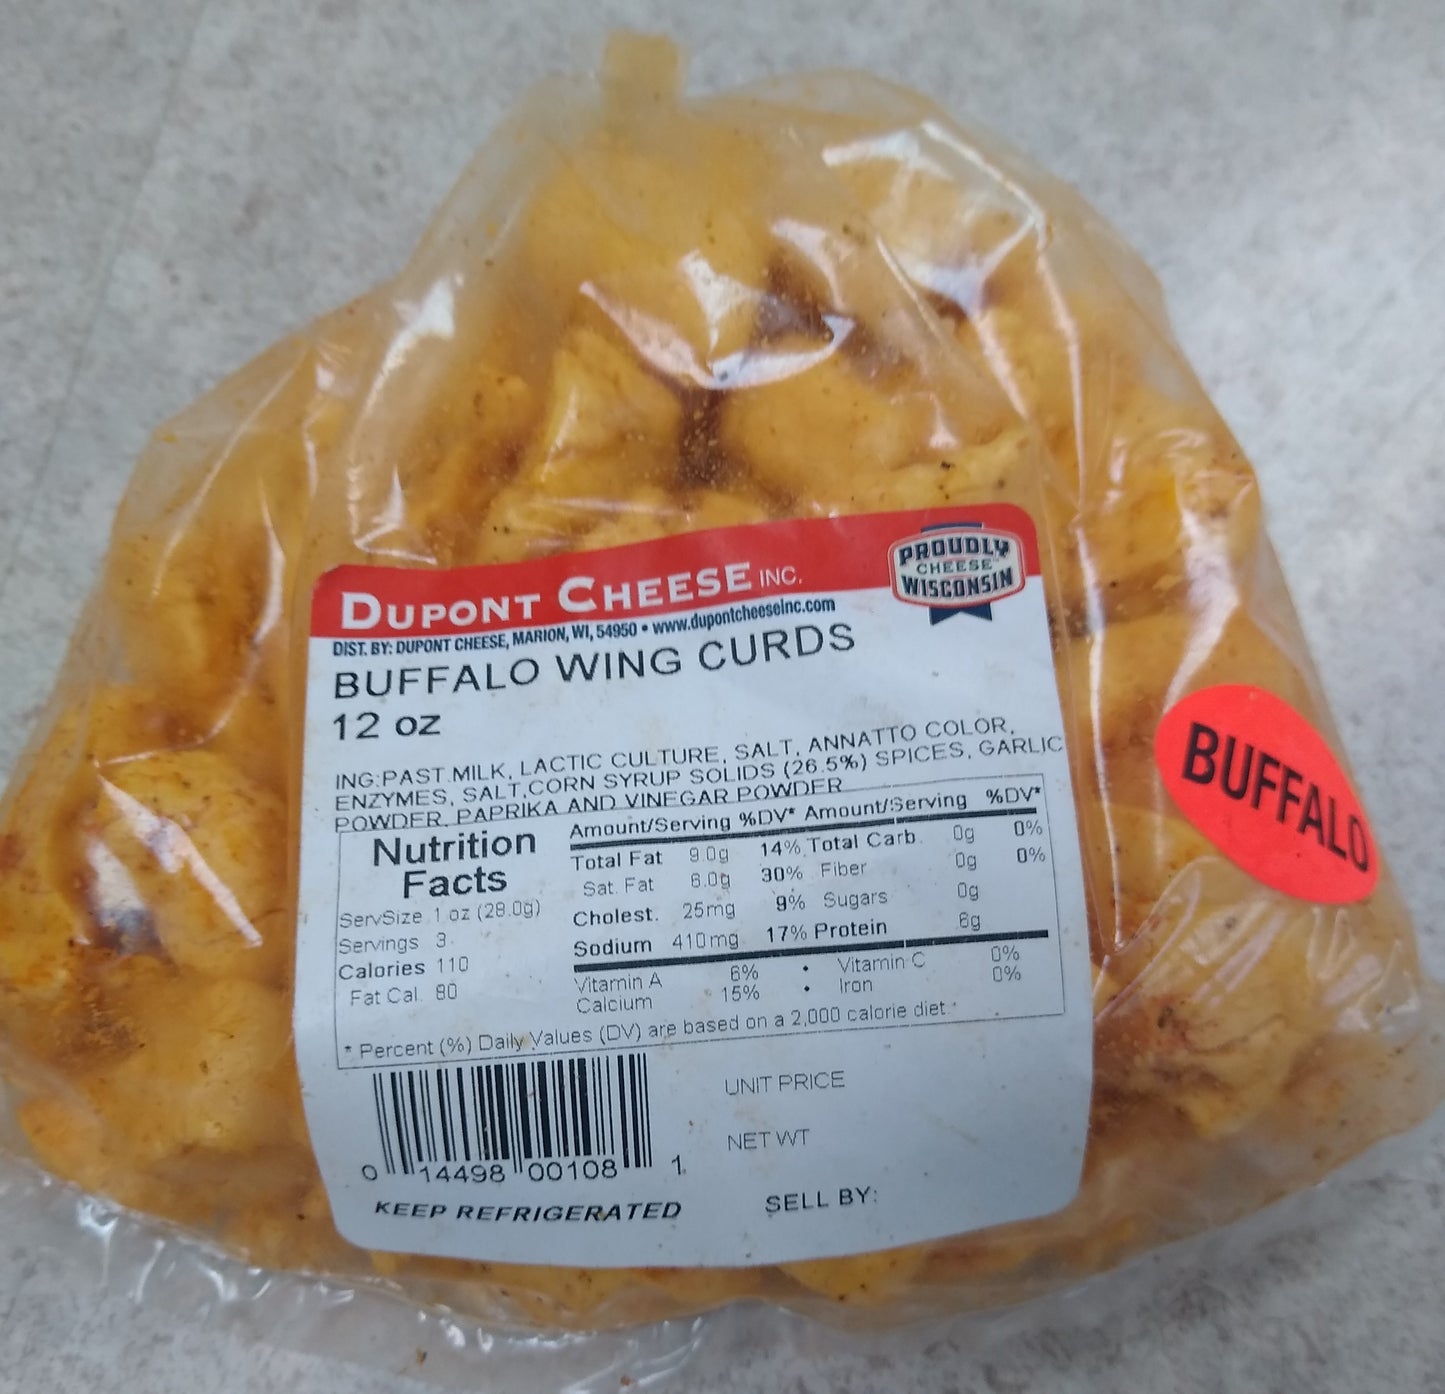 DUPONT CHEESE INC.
PROUDLY
CHEESE
WISCONSIN
DIST. BY: DUPONT CHEESE, MARION, WI, 54950 • www.dupontcheeseinc.com
BUFFALO WING CURDS
12 oz
ING:PAST.MILK, LACTIC CULTURE, SALT, ANNATTO COLOR,
ENZYMES, SALT,CORN SYRUP SOLIDS (26.5%) SPICES, GARLIC
POWDER, PAPRIKA AND VINEGAR POWDER
Nutrition
Facts
ServSize 1 oz (28.0g)
Servings 3
Calories 110
Fat Cal. 80
Amount/Serving %DV* Amount/Serving %DV*
Total Fat 9.0g 14% Total Carb. 0g 0%
Sat. Fat 6.0g 30% Fiber 0g 0%
Cholest. 25mg 9% Sugars 0g
Sodium 410mg 17% Protein 6g
Vitamin A 6% • Vitamin C 0%
Calcium 15% • Iron 0%
* Percent (%) Daily Values (DV) are based on a 2,000 calorie diet.
0 14498 00108 1
UNIT PRICE
NET WT
KEEP REFRIGERATED
SELL BY:
BUFFALO